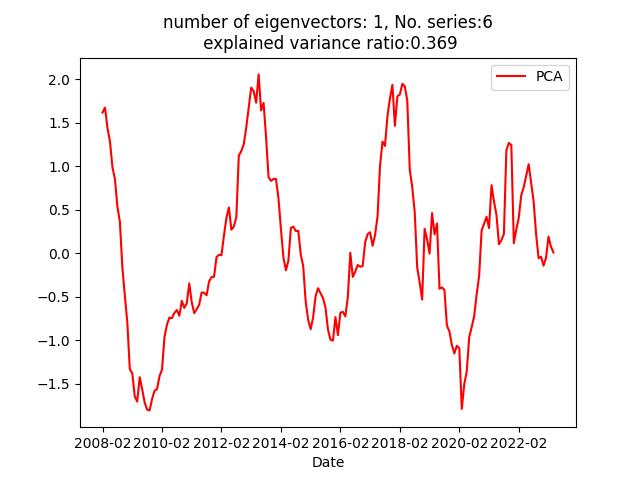 number of eigenvectors: 1, No. series:6
explained variance ratio:0.369
PCA
2.0
1.5
1.0
0.5
0.0
−0.5
−1.0
−1.5
2008-02 2010-02 2012-02 2014-02 2016-02 2018-02 2020-02 2022-02
Date